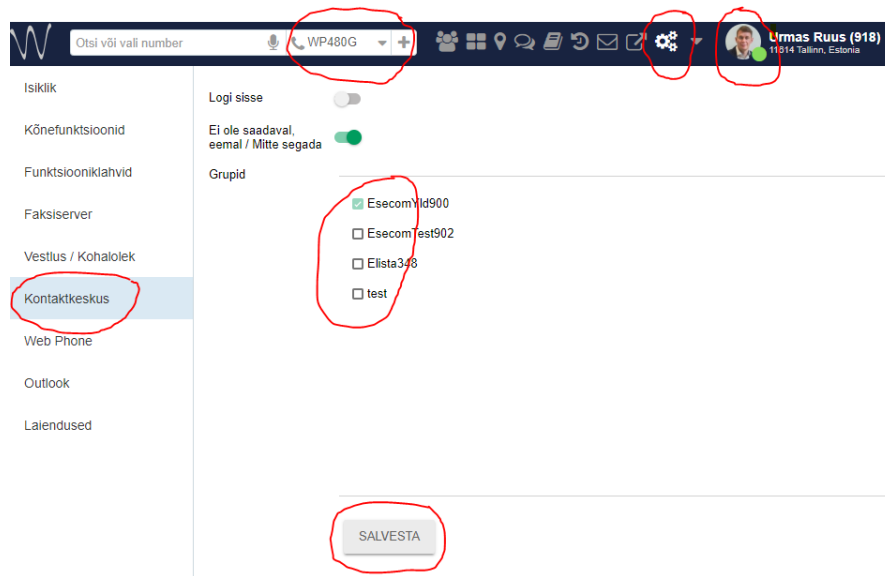 Otsi või vali number
WP480G
Urmas Ruus (918)
11614 Tallinn, Estonia
Isiklik
Kõnefunktsioonid
Funktsiooniklahvid
Faksiserver
Vestlus / Kohalolek
Kontaktkeskus
Web Phone
Outlook
Laiendused
Logi sisse
Ei ole saadaval,
eemal / Mitte segada
Grupid
EsecomYld900
EsecomTest902
Elista348
test
SALVESTA